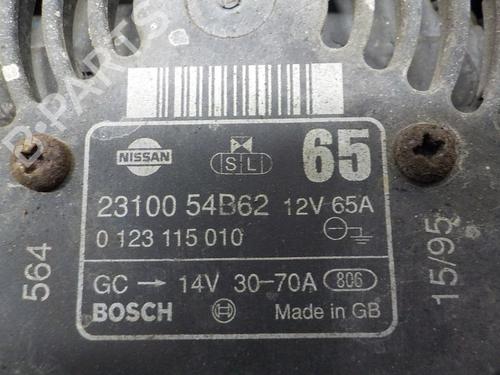 B-PARTS
NISSAN
S L
65
23100 54B62 12V 65A
0 123 115 010
GC → 14V 30-70A 806
BOSCH Made in GB
564
15/95